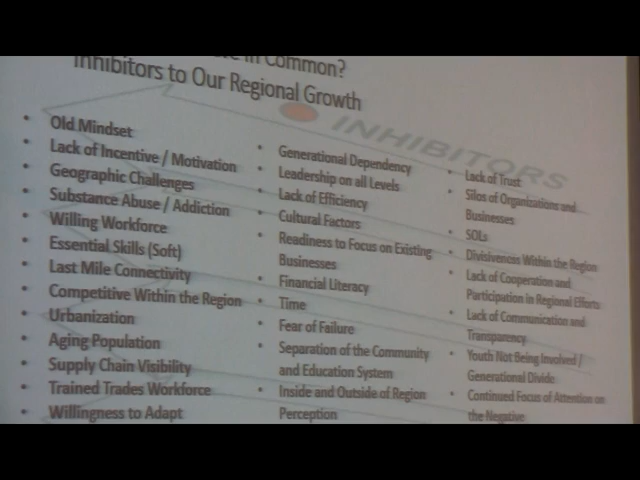 in Common?
Inhibitors to Our Regional Growth
INHIBITORS
• Old Mindset
• Lack of Incentive / Motivation
• Geographic Challenges
• Substance Abuse / Addiction
• Willing Workforce
• Essential Skills (Soft)
• Last Mile Connectivity
• Competitive Within the Region
• Urbanization
• Aging Population
• Supply Chain Visibility
• Trained Trades Workforce
• Willingness to Adapt
• Generational Dependency
• Leadership on all Levels
• Lack of Efficiency
• Cultural Factors
• Readiness to Focus on Existing
Businesses
• Financial Literacy
• Time
• Fear of Failure
• Separation of the Community
and Education System
• Inside and Outside of Region
Perception
• Lack of Trust
• Silos of Organizations and
Businesses
• SOLs
• Divisiveness Within the Region
• Lack of Cooperation and
Participation in Regional Efforts
• Lack of Communication and
Transparency
• Youth Not Being Involved /
Generational Divide
• Continued Focus of Attention on
the Negative